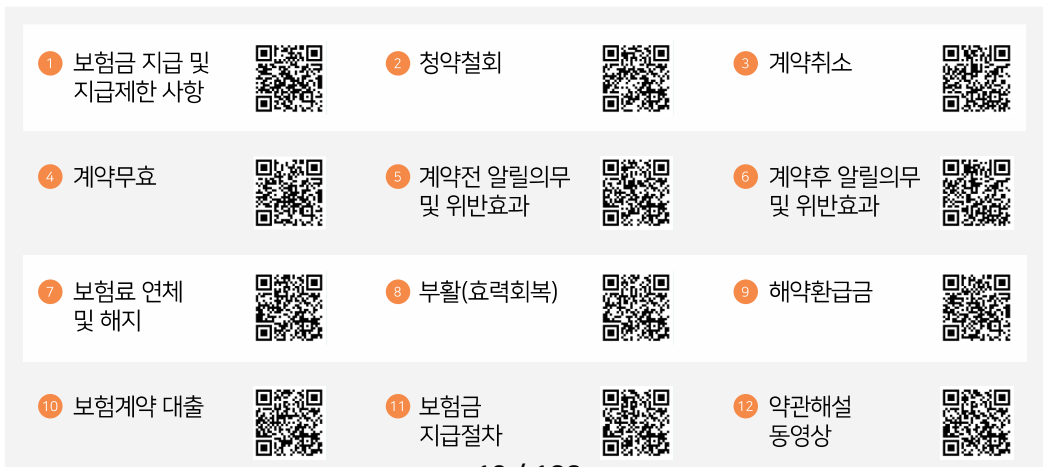 1 보험금 지급 및
지급제한 사항
2 청약철회
3 계약취소
4 계약무효
5 계약전 알릴의무
및 위반효과
6 계약후 알릴의무
및 위반효과
7 보험료 연체
및 해지
8 부활(효력회복)
9 해약환급금
10 보험계약 대출
11 보험금
지급절차
12 약관해설
동영상